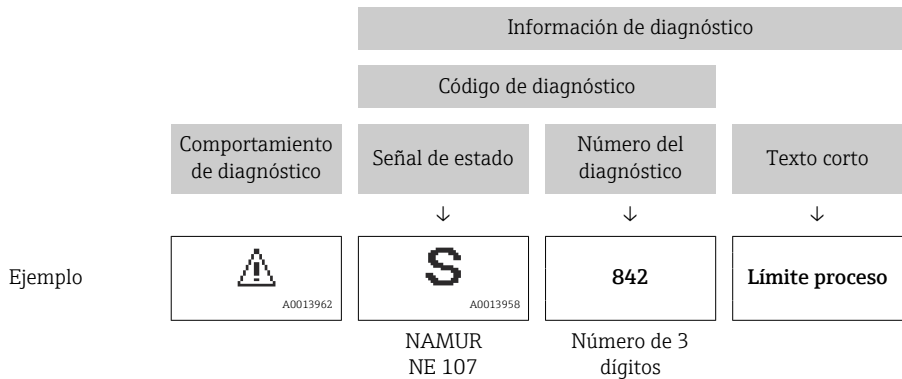 Información de diagnóstico
Código de diagnóstico
Comportamiento
de diagnóstico
Señal de estado
Número del
diagnóstico
Texto corto
↓ ↓ ↓
Ejemplo
A0013962
S
A0013958
842
Límite proceso
NAMUR
NE 107
Número de 3
dígitos